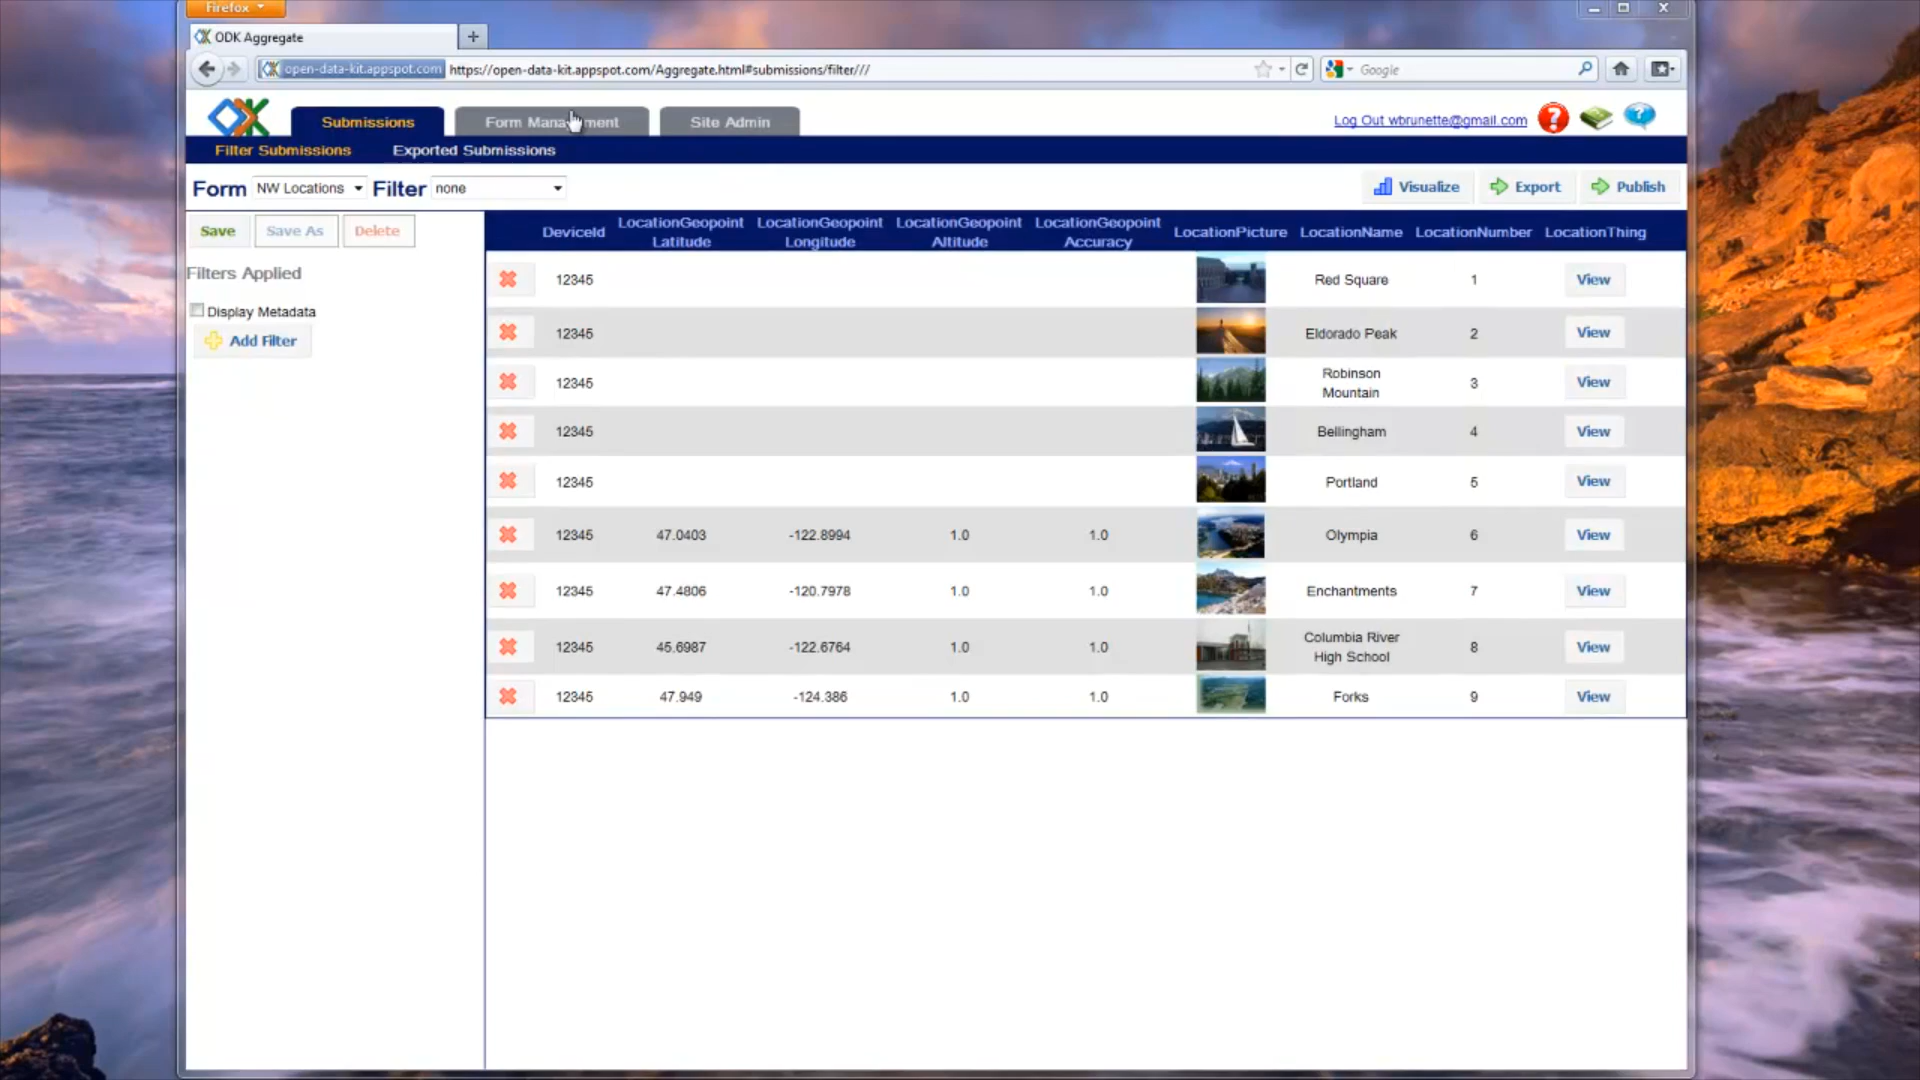 Firefox
ODK Aggregate
open-data-kit.appspot.com https://open-data-kit.appspot.com/Aggregate.html#submissions/filter///
Google
Submissions Form Management Site Admin
Log Out wbrunette@gmail.com
Filter Submissions Exported Submissions
Form NW Locations Filter none
Visualize Export Publish
Save Save As Delete
Filters Applied
Display Metadata
Add Filter
DeviceId LocationGeopoint Latitude LocationGeopoint Longitude LocationGeopoint Altitude LocationGeopoint Accuracy LocationPicture LocationName LocationNumber LocationThing
12345 Red Square 1 View
12345 Eldorado Peak 2 View
12345 Robinson Mountain 3 View
12345 Bellingham 4 View
12345 Portland 5 View
12345 47.0403 -122.8994 1.0 1.0 Olympia 6 View
12345 47.4806 -120.7978 1.0 1.0 Enchantments 7 View
12345 45.6987 -122.6764 1.0 1.0 Columbia River High School 8 View
12345 47.949 -124.386 1.0 1.0 Forks 9 View